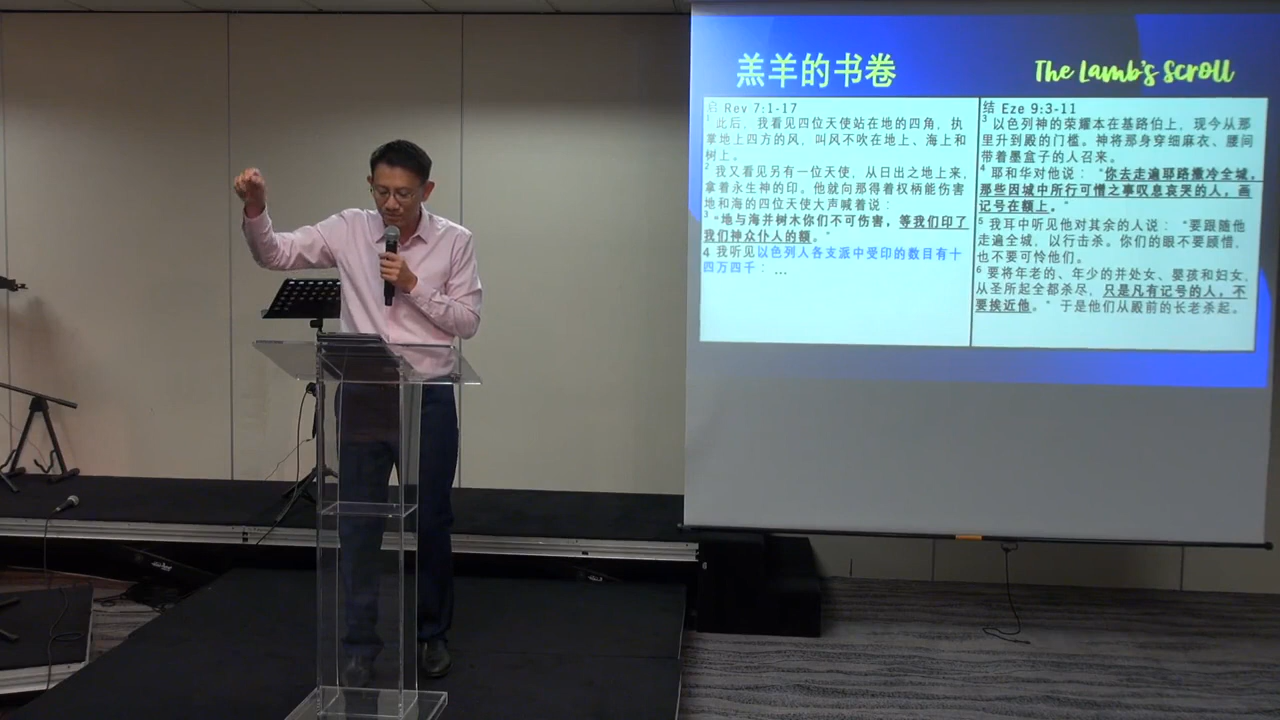 羔羊的书卷
The Lamb's Scroll
启 Rev 7:1-17
1 此后，我看见四位天使站在地的四角，执
掌地上四方的风，叫风不吹在地上、海上和
树上。
2 我又看见另有一位天使，从日出之地上来，
拿着永生神的印。他就向那得着权柄能伤害
地和海的四位天使大声喊着说：
3 “地与海并树木你们不可伤害，等我们印了
我们神众仆人的额。”
4 我听见以色列人各支派中受印的数目有十
四万四千：...
结 Eze 9:3-11
3 以色列神的荣耀本在基路伯上，现今从那
里升到殿的门槛。神将那身穿细麻衣、腰间
带着墨盒子的人召来。
4 耶和华对他说：“你去走遍耶路撒冷全城，
那些因城中所行可憎之事叹息哀哭的人，画
记号在额上。”
5 我耳中听见他对其余的人说：“要跟随他
走遍全城，以行击杀。你们的眼不要顾惜，
也不要可怜他们。
6 要将年老的、年少的并处女、婴孩和妇女，
从圣所起全都杀尽，只是凡有记号的人，不
要挨近他。”于是他们从殿前的长老杀起。